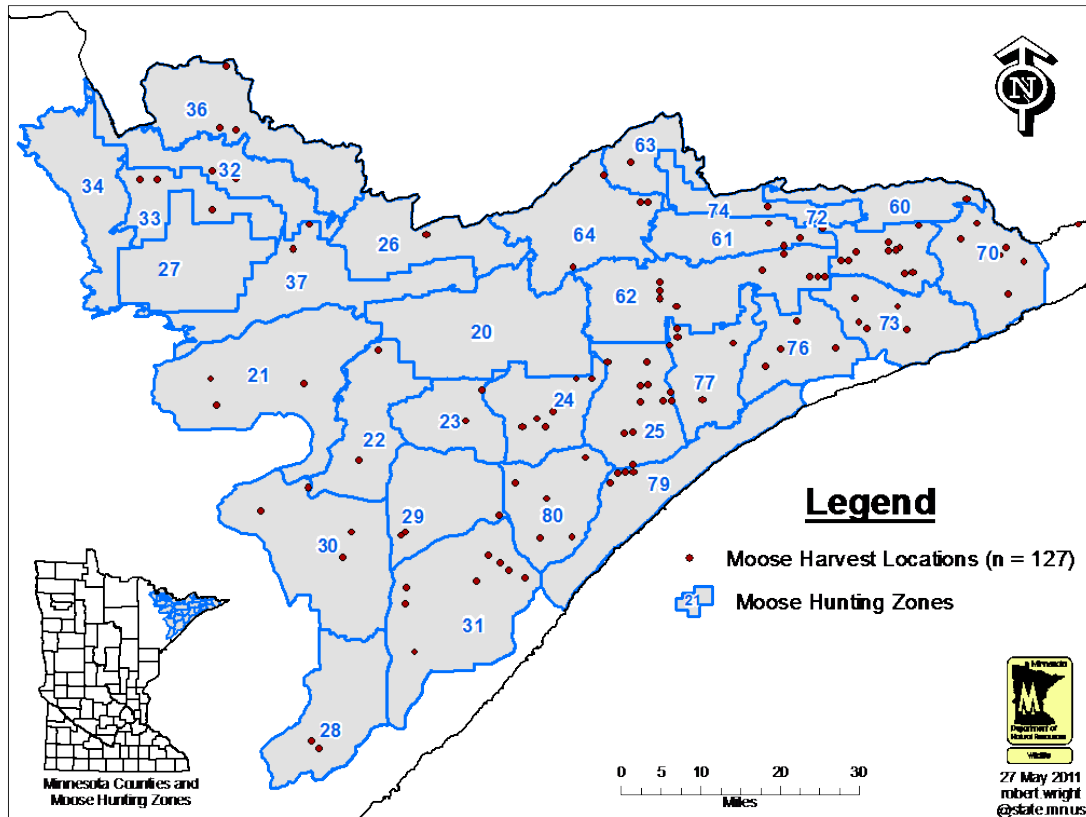 36
63
32
34
60
74
72
33
26
64
61
70
27
37
62
20
73
76
21
24
77
23
25
22
79
29
80
30
31
28
N
Legend
Moose Harvest Locations (n = 127)
21
Moose Hunting Zones
Minnesota Counties and
Moose Hunting Zones
0 5 10 20 30
Miles
Minnesota
M
Department of
Natural Resources
Wildlife
27 May 2011
robert.wright
@state.mn.us